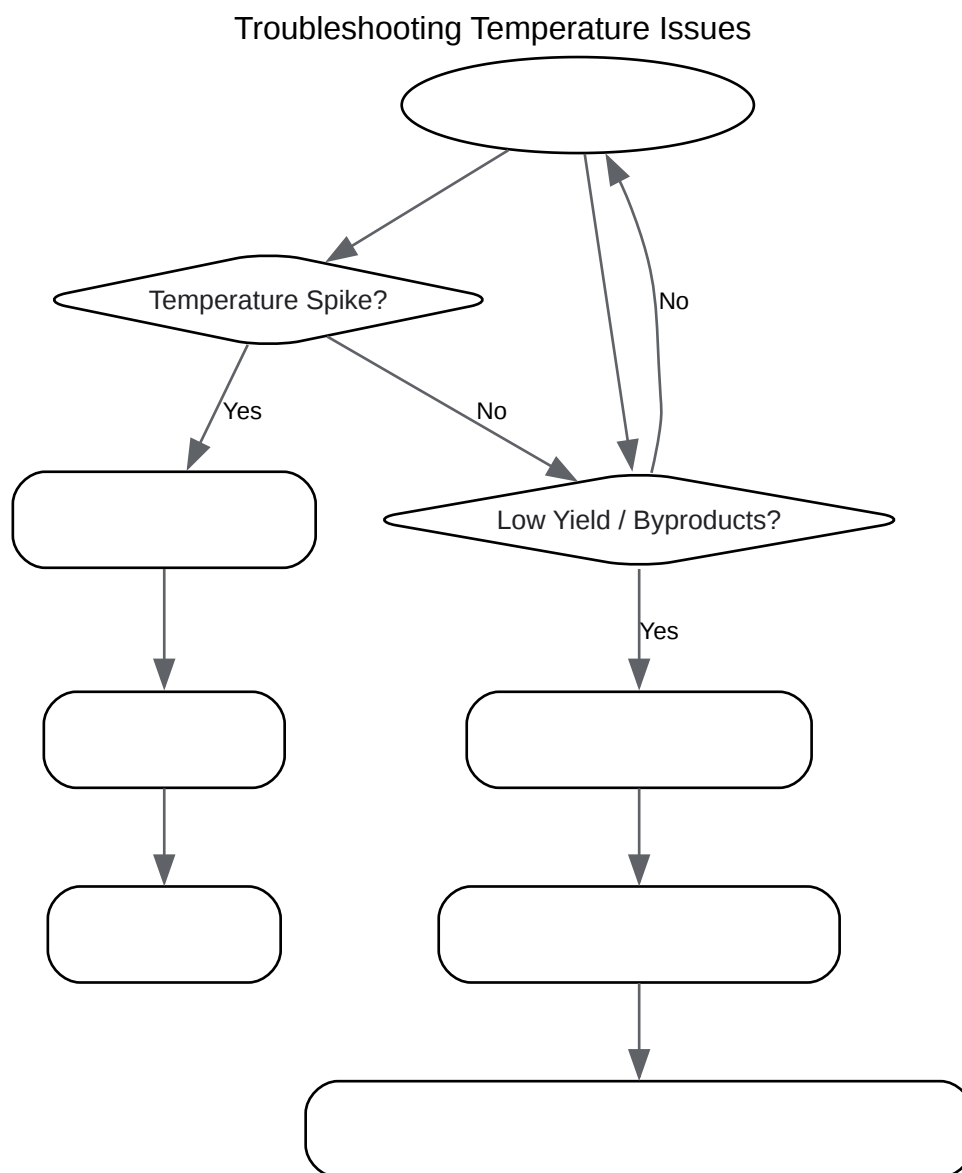 Troubleshooting Temperature Issues
Temperature Spike?
No
Yes
No
Low Yield / Byproducts?
Yes